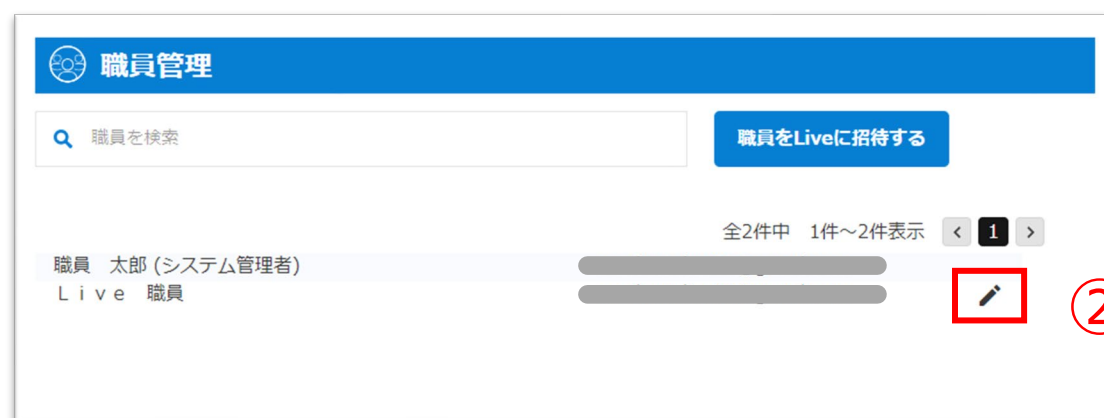 職員管理
職員を検索
職員をLiveに招待する
全2件中　1件～2件表示 < 1 >
職員　太郎 (システム管理者)
Ｌｉｖｅ　職員
②